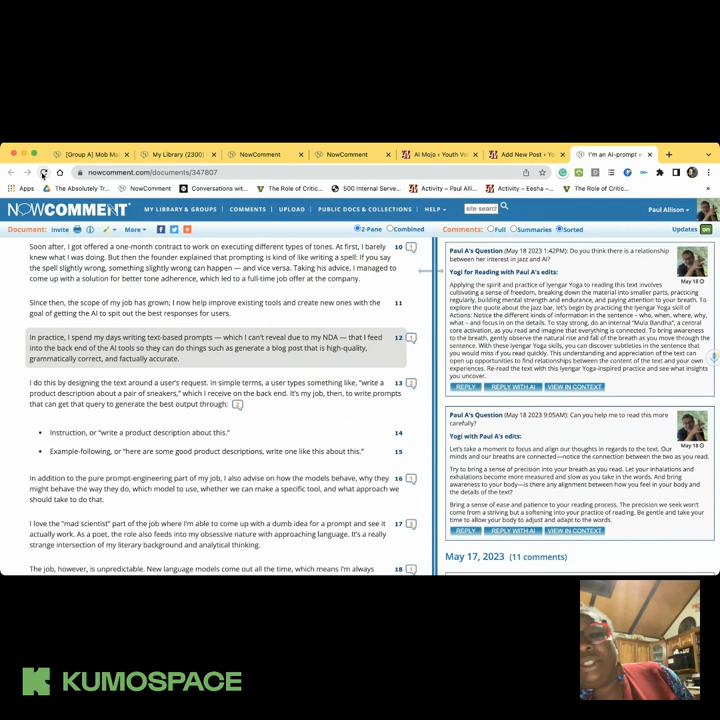 [Group A] Mob Ma
My Library (2300)
NowComment
NowComment
AI Mojo ‹ Youth Vo
Add New Post ‹ Yo
I'm an AI-prompt e
nowcomment.com/documents/347807
Apps The Absolutely Tr... NowComment Conversations wit... The Role of Critic... 500 Internal Serve... Activity – Paul Alli... Activity – Eesha –... The Role of Critic...
NOWCOMMENT MY LIBRARY & GROUPS COMMENTS UPLOAD PUBLIC DOCS & COLLECTIONS HELP site search Paul Allison
Document: Invite More 2-Pane Combined Comments: Full Summaries Sorted Updates on
Soon after, I got offered a one-month contract to work on executing different types of tones. At first, I barely 10 1
knew what I was doing. But then the founder explained that prompting is kind of like writing a spell: If you say
the spell slightly wrong, something slightly wrong can happen — and vice versa. Taking his advice, I managed to
come up with a solution for better tone adherence, which led to a full-time job offer at the company.
Since then, the scope of my job has grown; I now help improve existing tools and create new ones with the 11
goal of getting the AI to spit out the best responses for users.
In practice, I spend my days writing text-based prompts — which I can't reveal due to my NDA — that I feed 12 1
into the back end of the AI tools so they can do things such as generate a blog post that is high-quality,
grammatically correct, and factually accurate.
I do this by designing the text around a user's request. In simple terms, a user types something like, "write a 13 2
product description about a pair of sneakers," which I receive on the back end. It's my job, then, to write prompts
that can get that query to generate the best output through: 2
• Instruction, or "write a product description about this." 14
• Example-following, or "here are some good product descriptions, write one like this about this." 15
In addition to the pure prompt-engineering part of my job, I also advise on how the models behave, why they 16 1
might behave the way they do, which model to use, whether we can make a specific tool, and what approach we
should take to do that.
I love the "mad scientist" part of the job where I'm able to come up with a dumb idea for a prompt and see it 17 3
actually work. As a poet, the role also feeds into my obsessive nature with approaching language. It's a really
strange intersection of my literary background and analytical thinking.
The job, however, is unpredictable. New language models come out all the time, which means I'm always 18 1
Paul A's Question (May 18 2023 1:42PM): Do you think there is a relationship
between her interest in jazz and AI?
May 18
Yogi for Reading with Paul A's edits:
Applying the spirit and practice of Iyengar Yoga to reading this text involves
cultivating a sense of freedom, breaking down the material into smaller parts, practicing
regularly, building mental strength and endurance, and paying attention to your breath. To
explore the quote about the jazz bar, let's begin by practicing the Iyengar Yoga skill of
Actions: Notice the different kinds of information in the sentence – who, when, where, why,
what – and focus in on the details. To stay strong, do an internal "Mula Bandha", a central
core activation, as you read and imagine that everything is connected. To bring awareness
to the breath, gently observe the natural rise and fall of the breath as you move through the
sentence. With these Iyengar Yoga skills, you can discover subtleties in the sentence that
you would miss if you read quickly. This understanding and appreciation of the text can
open up opportunities to find relationships between the content of the text and your own
experiences. Re-read the text with this Iyengar Yoga-inspired practice and see what insights
you uncover.
REPLY REPLY WITH AI VIEW IN CONTEXT
Paul A's Question (May 18 2023 9:05AM): Can you help me to read this more
carefully?
May 18
Yogi with Paul A's edits:
Let's take a moment to focus and align our thoughts in regards to the text. Our
minds and our breaths are connected—notice the connection between the two as you read.
Try to bring a sense of precision into your breath as you read. Let your inhalations and
exhalations become more measured and slow as you take in the words. And bring
awareness to your body—is there any alignment between how you feel in your body and
the details of the text?
Bring a sense of ease and patience to your reading process. The precision we seek won't
come from a striving but a softening into your practice of reading. Be gentle and take your
time to allow your body to adjust and adapt to the words.
REPLY REPLY WITH AI VIEW IN CONTEXT
May 17, 2023 (11 comments)
KUMOSPACE